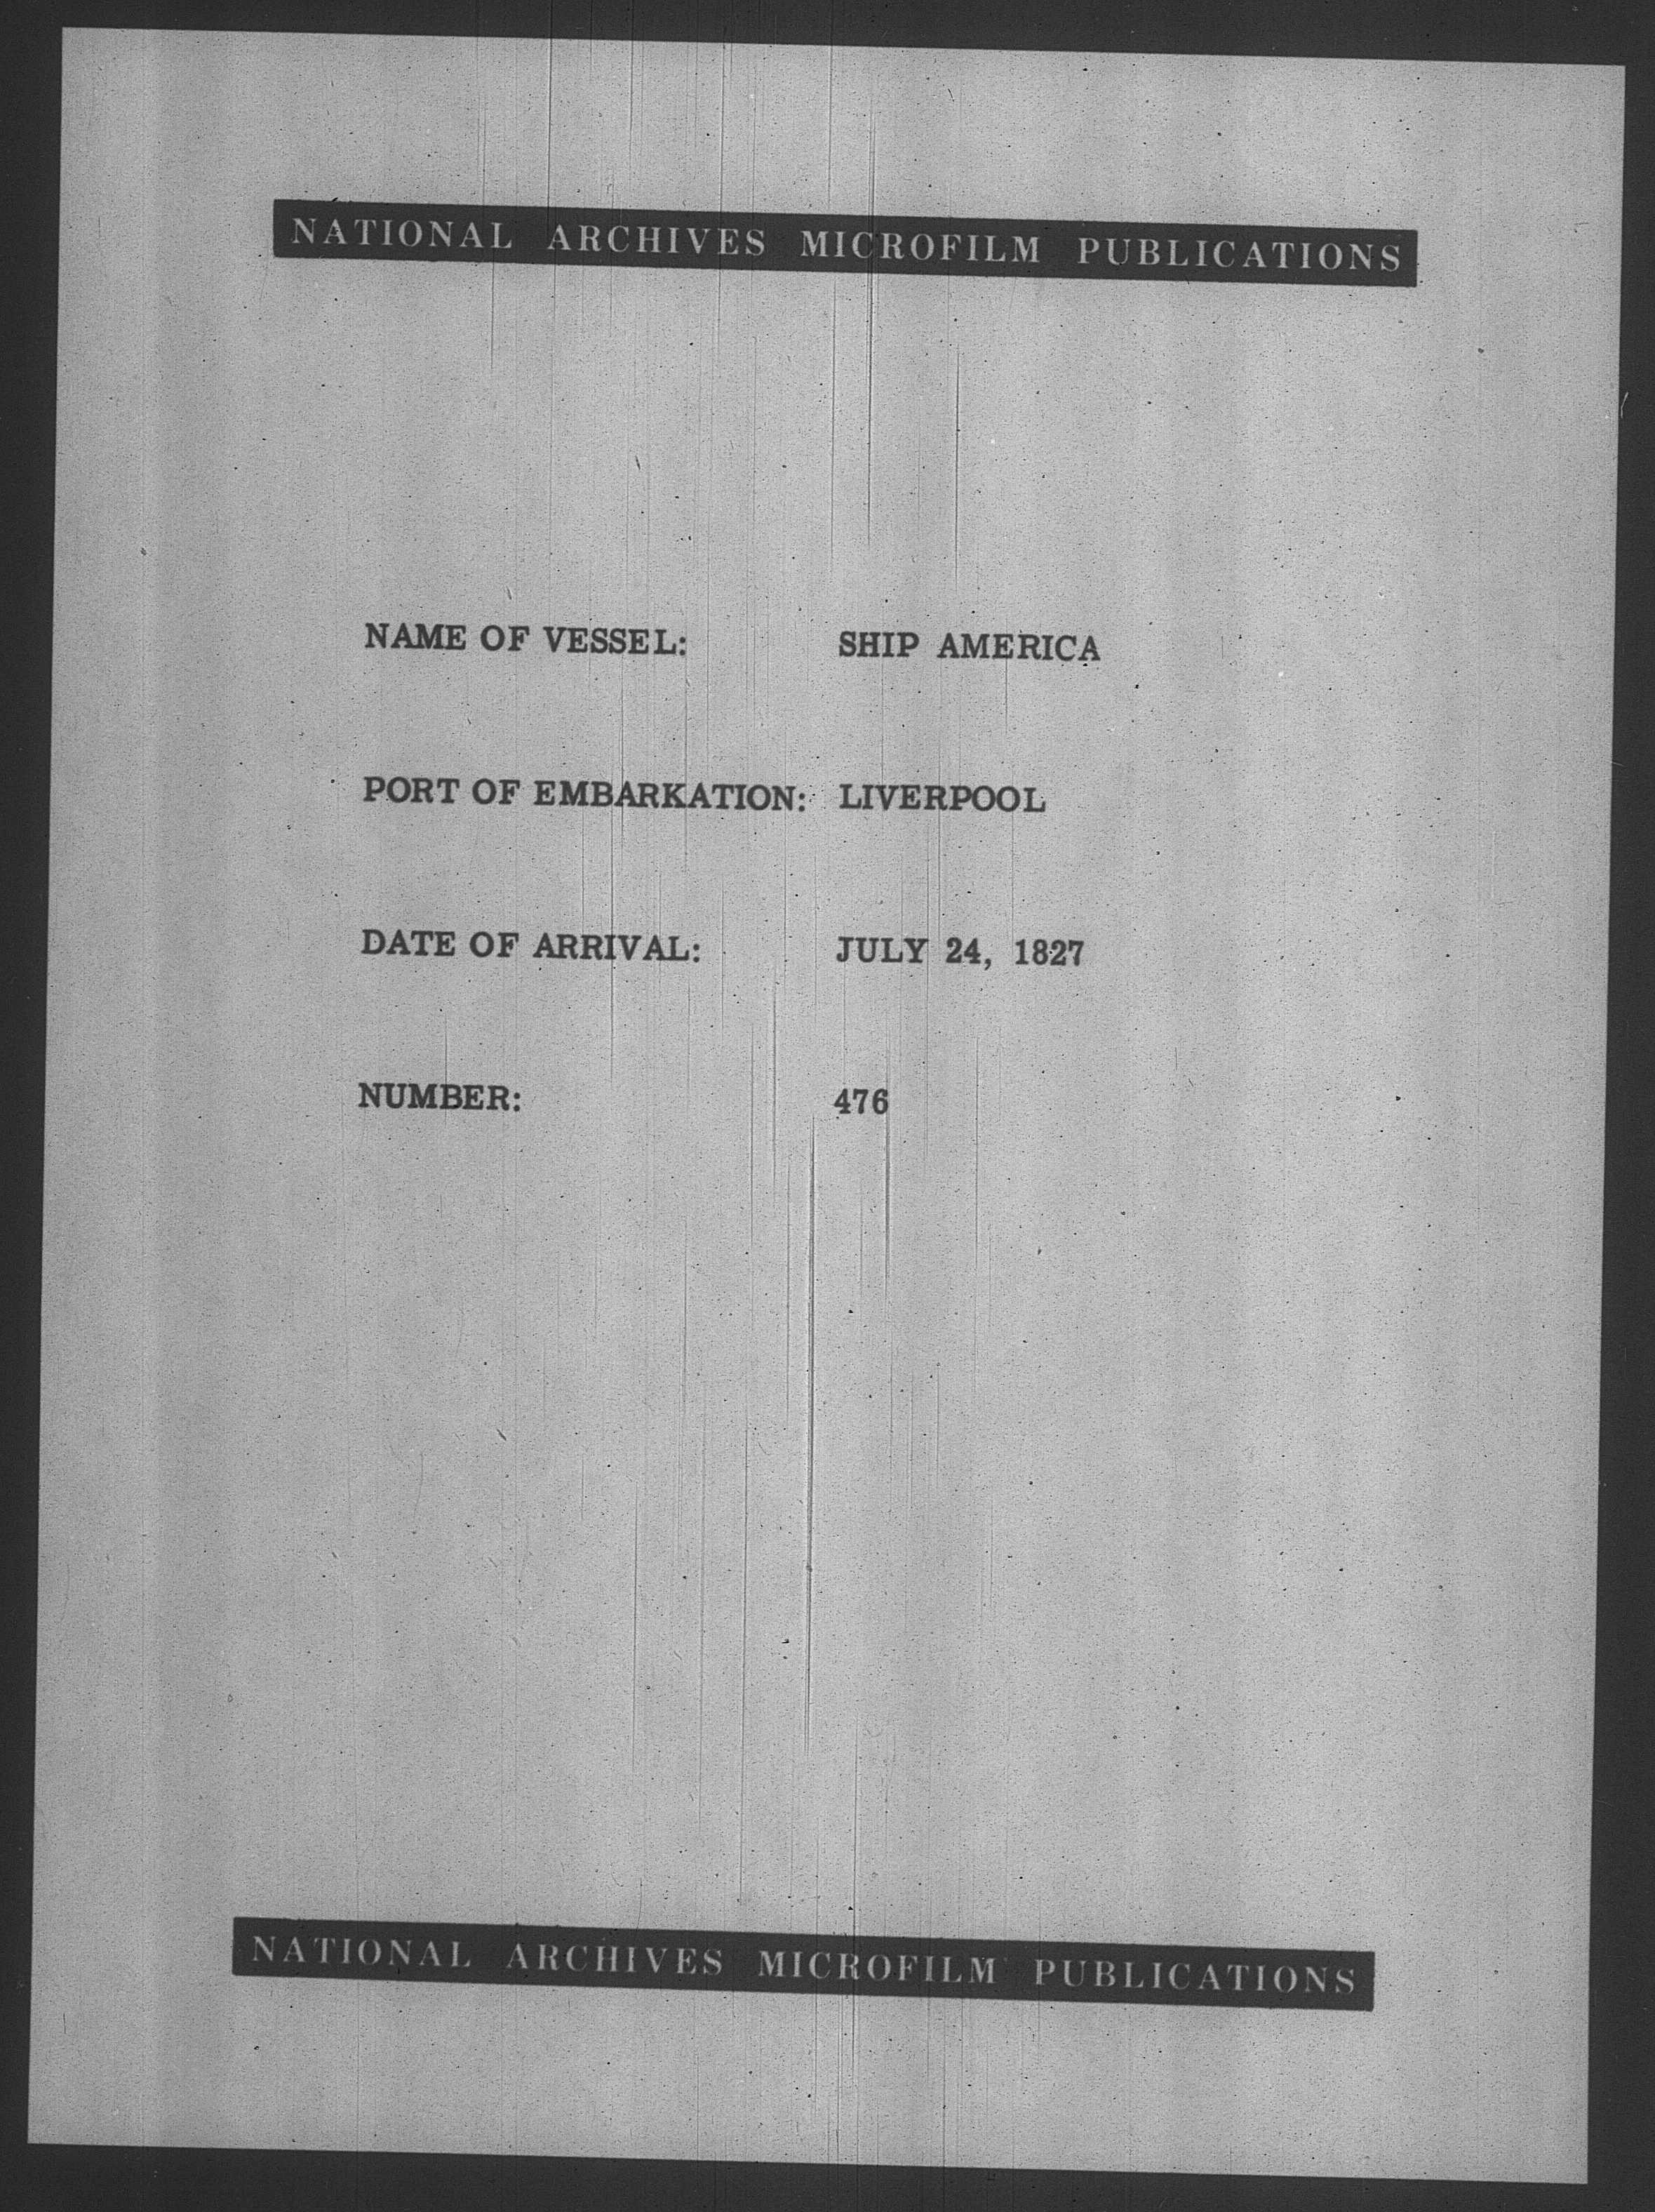 NATIONAL ARCHIVES MICROFILM PUBLICATIONS
NAME OF VESSEL: SHIP AMERICA
PORT OF EMBARKATION: LIVERPOOL
DATE OF ARRIVAL: JULY 24, 1827
NUMBER: 476
NATIONAL ARCHIVES MICROFILM PUBLICATIONS